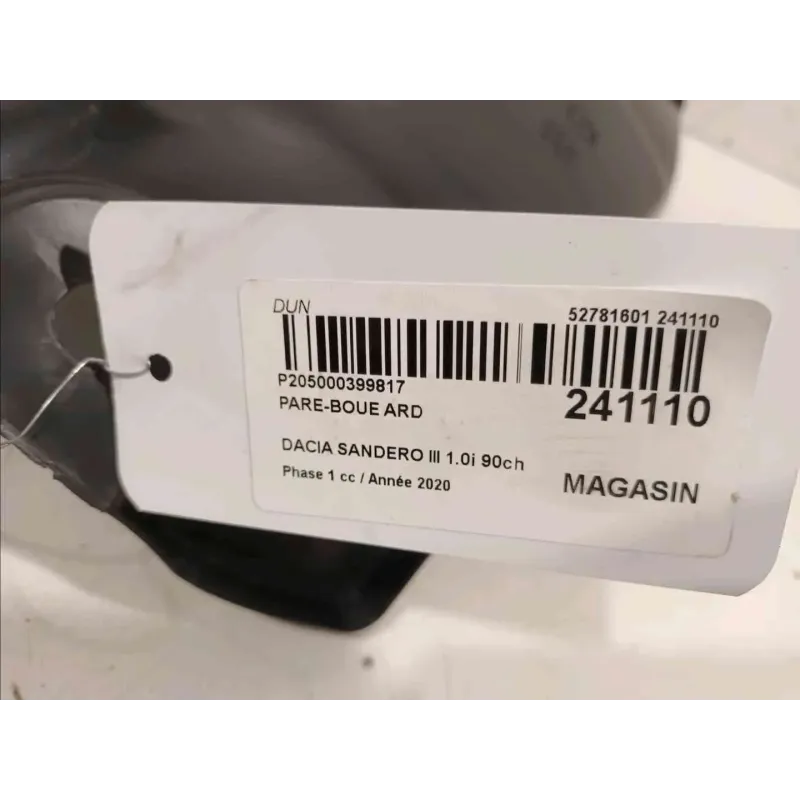 DUN
52781601 241110
P205000399817
PARE-BOUE ARD
241110
DACIA SANDERO III 1.0i 90ch
Phase 1 cc / Année 2020
MAGASIN